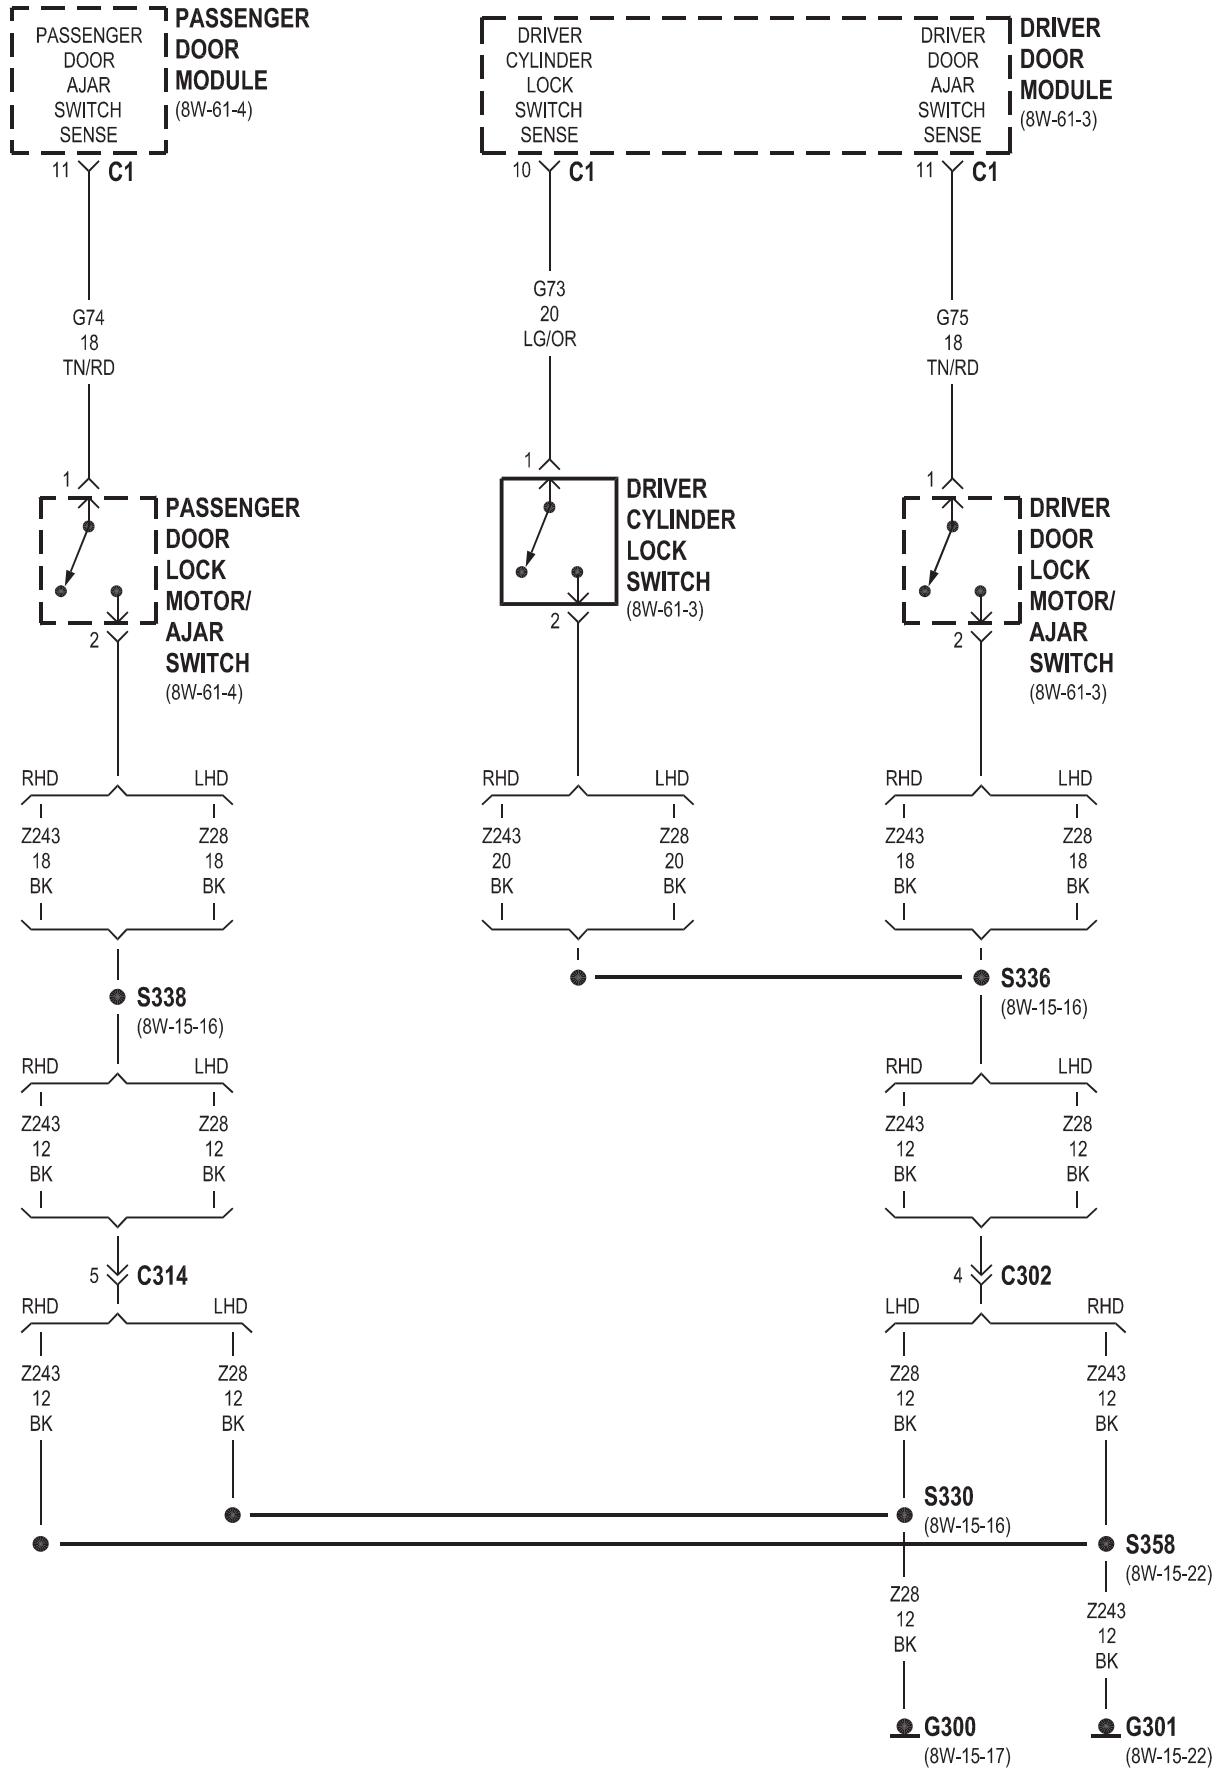 PASSENGER
DOOR
AJAR
SWITCH
SENSE
PASSENGER
DOOR
MODULE
(8W-61-4)
11 C1
DRIVER
CYLINDER
LOCK
SWITCH
SENSE
10 C1
DRIVER
DOOR
AJAR
SWITCH
SENSE
DRIVER
DOOR
MODULE
(8W-61-3)
11 C1
G74
18
TN/RD
G73
20
LG/OR
G75
18
TN/RD
1
PASSENGER
DOOR
LOCK
MOTOR/
AJAR
SWITCH
(8W-61-4)
2
1
DRIVER
CYLINDER
LOCK
SWITCH
(8W-61-3)
2
1
DRIVER
DOOR
LOCK
MOTOR/
AJAR
SWITCH
(8W-61-3)
2
RHD LHD
Z243 Z28
18 18
BK BK
RHD LHD
Z243 Z28
20 20
BK BK
RHD LHD
Z243 Z28
18 18
BK BK
S338
(8W-15-16)
S336
(8W-15-16)
RHD LHD
Z243 Z28
12 12
BK BK
RHD LHD
Z243 Z28
12 12
BK BK
5 C314
4 C302
RHD LHD
Z243 Z28
12 12
BK BK
LHD RHD
Z28 Z243
12 12
BK BK
S330
(8W-15-16)
S358
(8W-15-22)
Z28
12
BK
Z243
12
BK
G300
(8W-15-17)
G301
(8W-15-22)